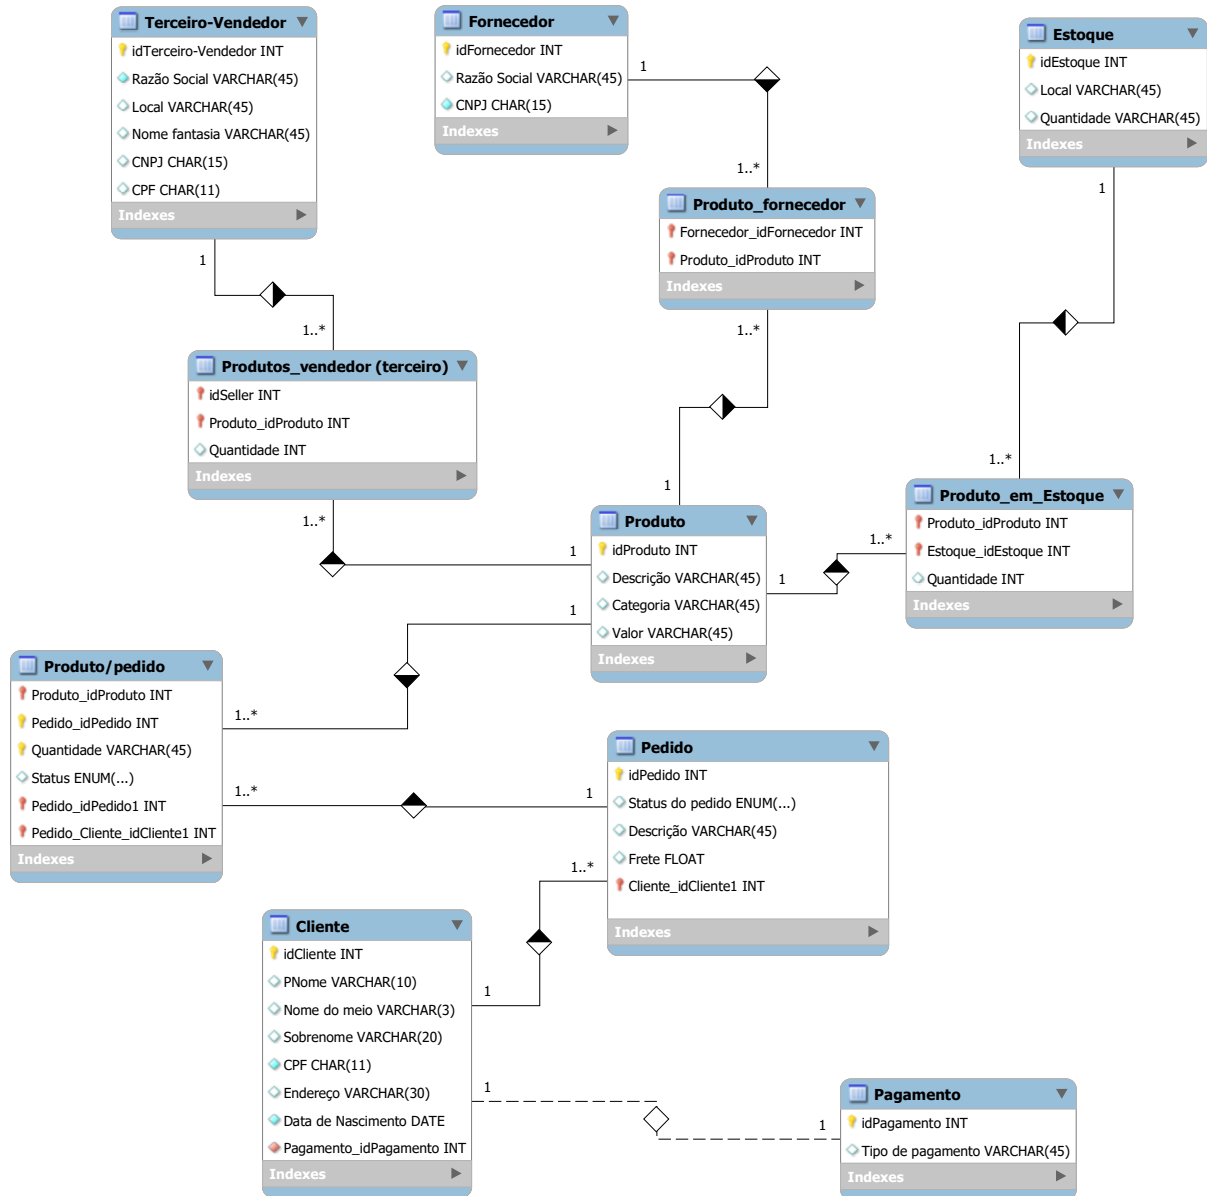 Terceiro-Vendedor
idTerceiro-Vendedor INT
Razão Social VARCHAR(45)
Local VARCHAR(45)
Nome fantasia VARCHAR(45)
CNPJ CHAR(15)
CPF CHAR(11)
Indexes
Fornecedor
idFornecedor INT
Razão Social VARCHAR(45)
CNPJ CHAR(15)
Indexes
Estoque
idEstoque INT
Local VARCHAR(45)
Quantidade VARCHAR(45)
Indexes
1
1..*
1
1
1..*
Produto_fornecedor
Fornecedor_idFornecedor INT
Produto_idProduto INT
Indexes
1..*
1
Produtos_vendedor (terceiro)
idSeller INT
Produto_idProduto INT
Quantidade INT
Indexes
1..*
1
1..*
Produto_em_Estoque
Produto_idProduto INT
Estoque_idEstoque INT
Quantidade INT
Indexes
Produto
idProduto INT
Descrição VARCHAR(45)
Categoria VARCHAR(45)
Valor VARCHAR(45)
Indexes
1
1..*
1
1..*
Produto/pedido
Produto_idProduto INT
Pedido_idPedido INT
Quantidade VARCHAR(45)
Status ENUM(...)
Pedido_idPedido1 INT
Pedido_Cliente_idCliente1 INT
Indexes
1..*
1
Pedido
idPedido INT
Status do pedido ENUM(...)
Descrição VARCHAR(45)
Frete FLOAT
Cliente_idCliente1 INT
Indexes
1..*
1
Cliente
idCliente INT
PNome VARCHAR(10)
Nome do meio VARCHAR(3)
Sobrenome VARCHAR(20)
CPF CHAR(11)
Endereço VARCHAR(30)
Data de Nascimento DATE
Pagamento_idPagamento INT
Indexes
1
1
Pagamento
idPagamento INT
Tipo de pagamento VARCHAR(45)
Indexes